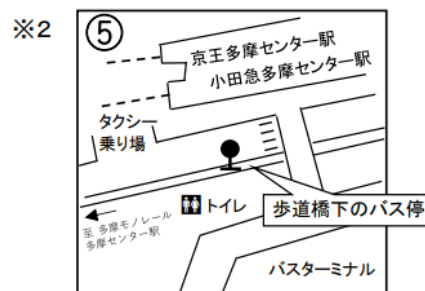 ※2
⑤
京王多摩センター駅
小田急多摩センター駅
タクシー
乗り場
トイレ
歩道橋下のバス停
至 多摩モノレール
多摩センター駅
バスターミナル